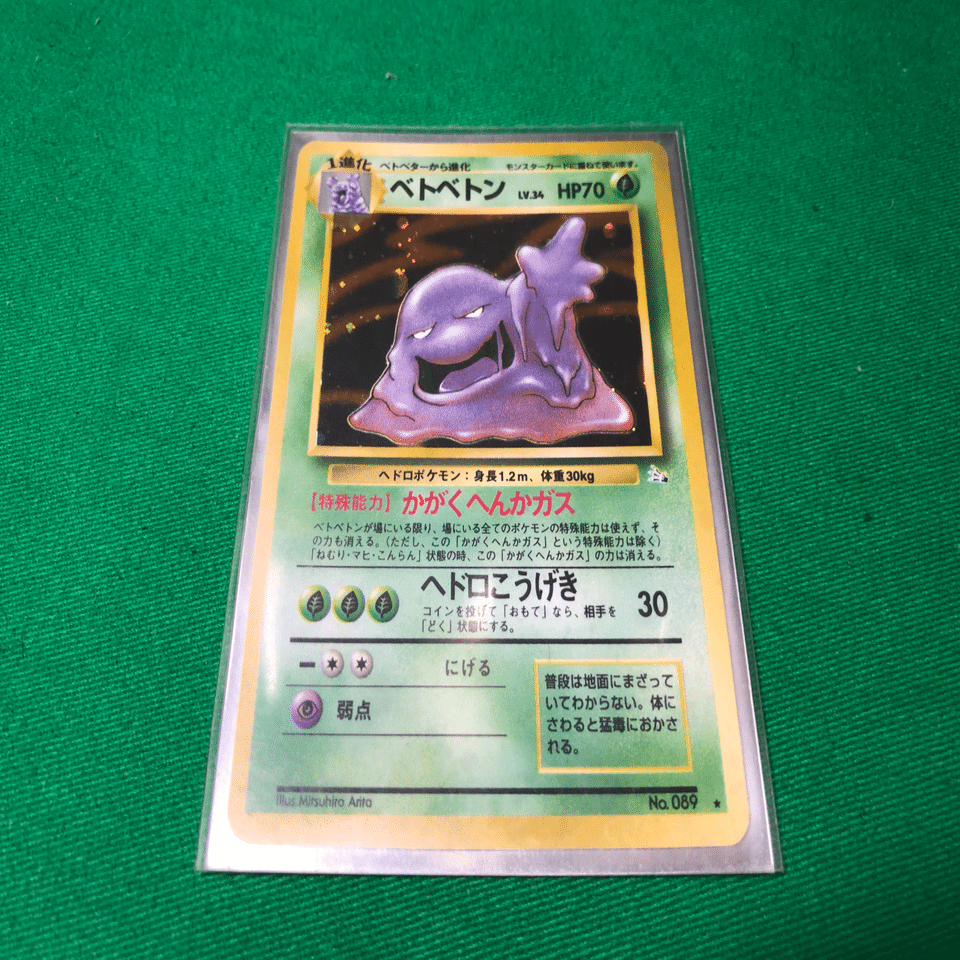 1進化 ベトベターから進化 モンスターカードに重ねて使います。
ベトベトン LV.34 HP70
ヘドロポケモン：身長1.2m、体重30kg
【特殊能力】かがくへんかガス
ベトベトンが場にいる限り、場にいる全てのポケモンの特殊能力は使えず、そ
の力も消える。（ただし、この「かがくへんかガス」という特殊能力は除く）
「ねむり・マヒ・こんらん」状態の時、この「かがくへんかガス」の力は消える。
ヘドロこうげき 30
コインを投げて「おもて」なら、相手を
「どく」状態にする。
にげる
弱点
普段は地面にまざって
いてわからない。体に
さわると猛毒におかさ
れる。
Illus. Mitsuhiro Arita No. 089